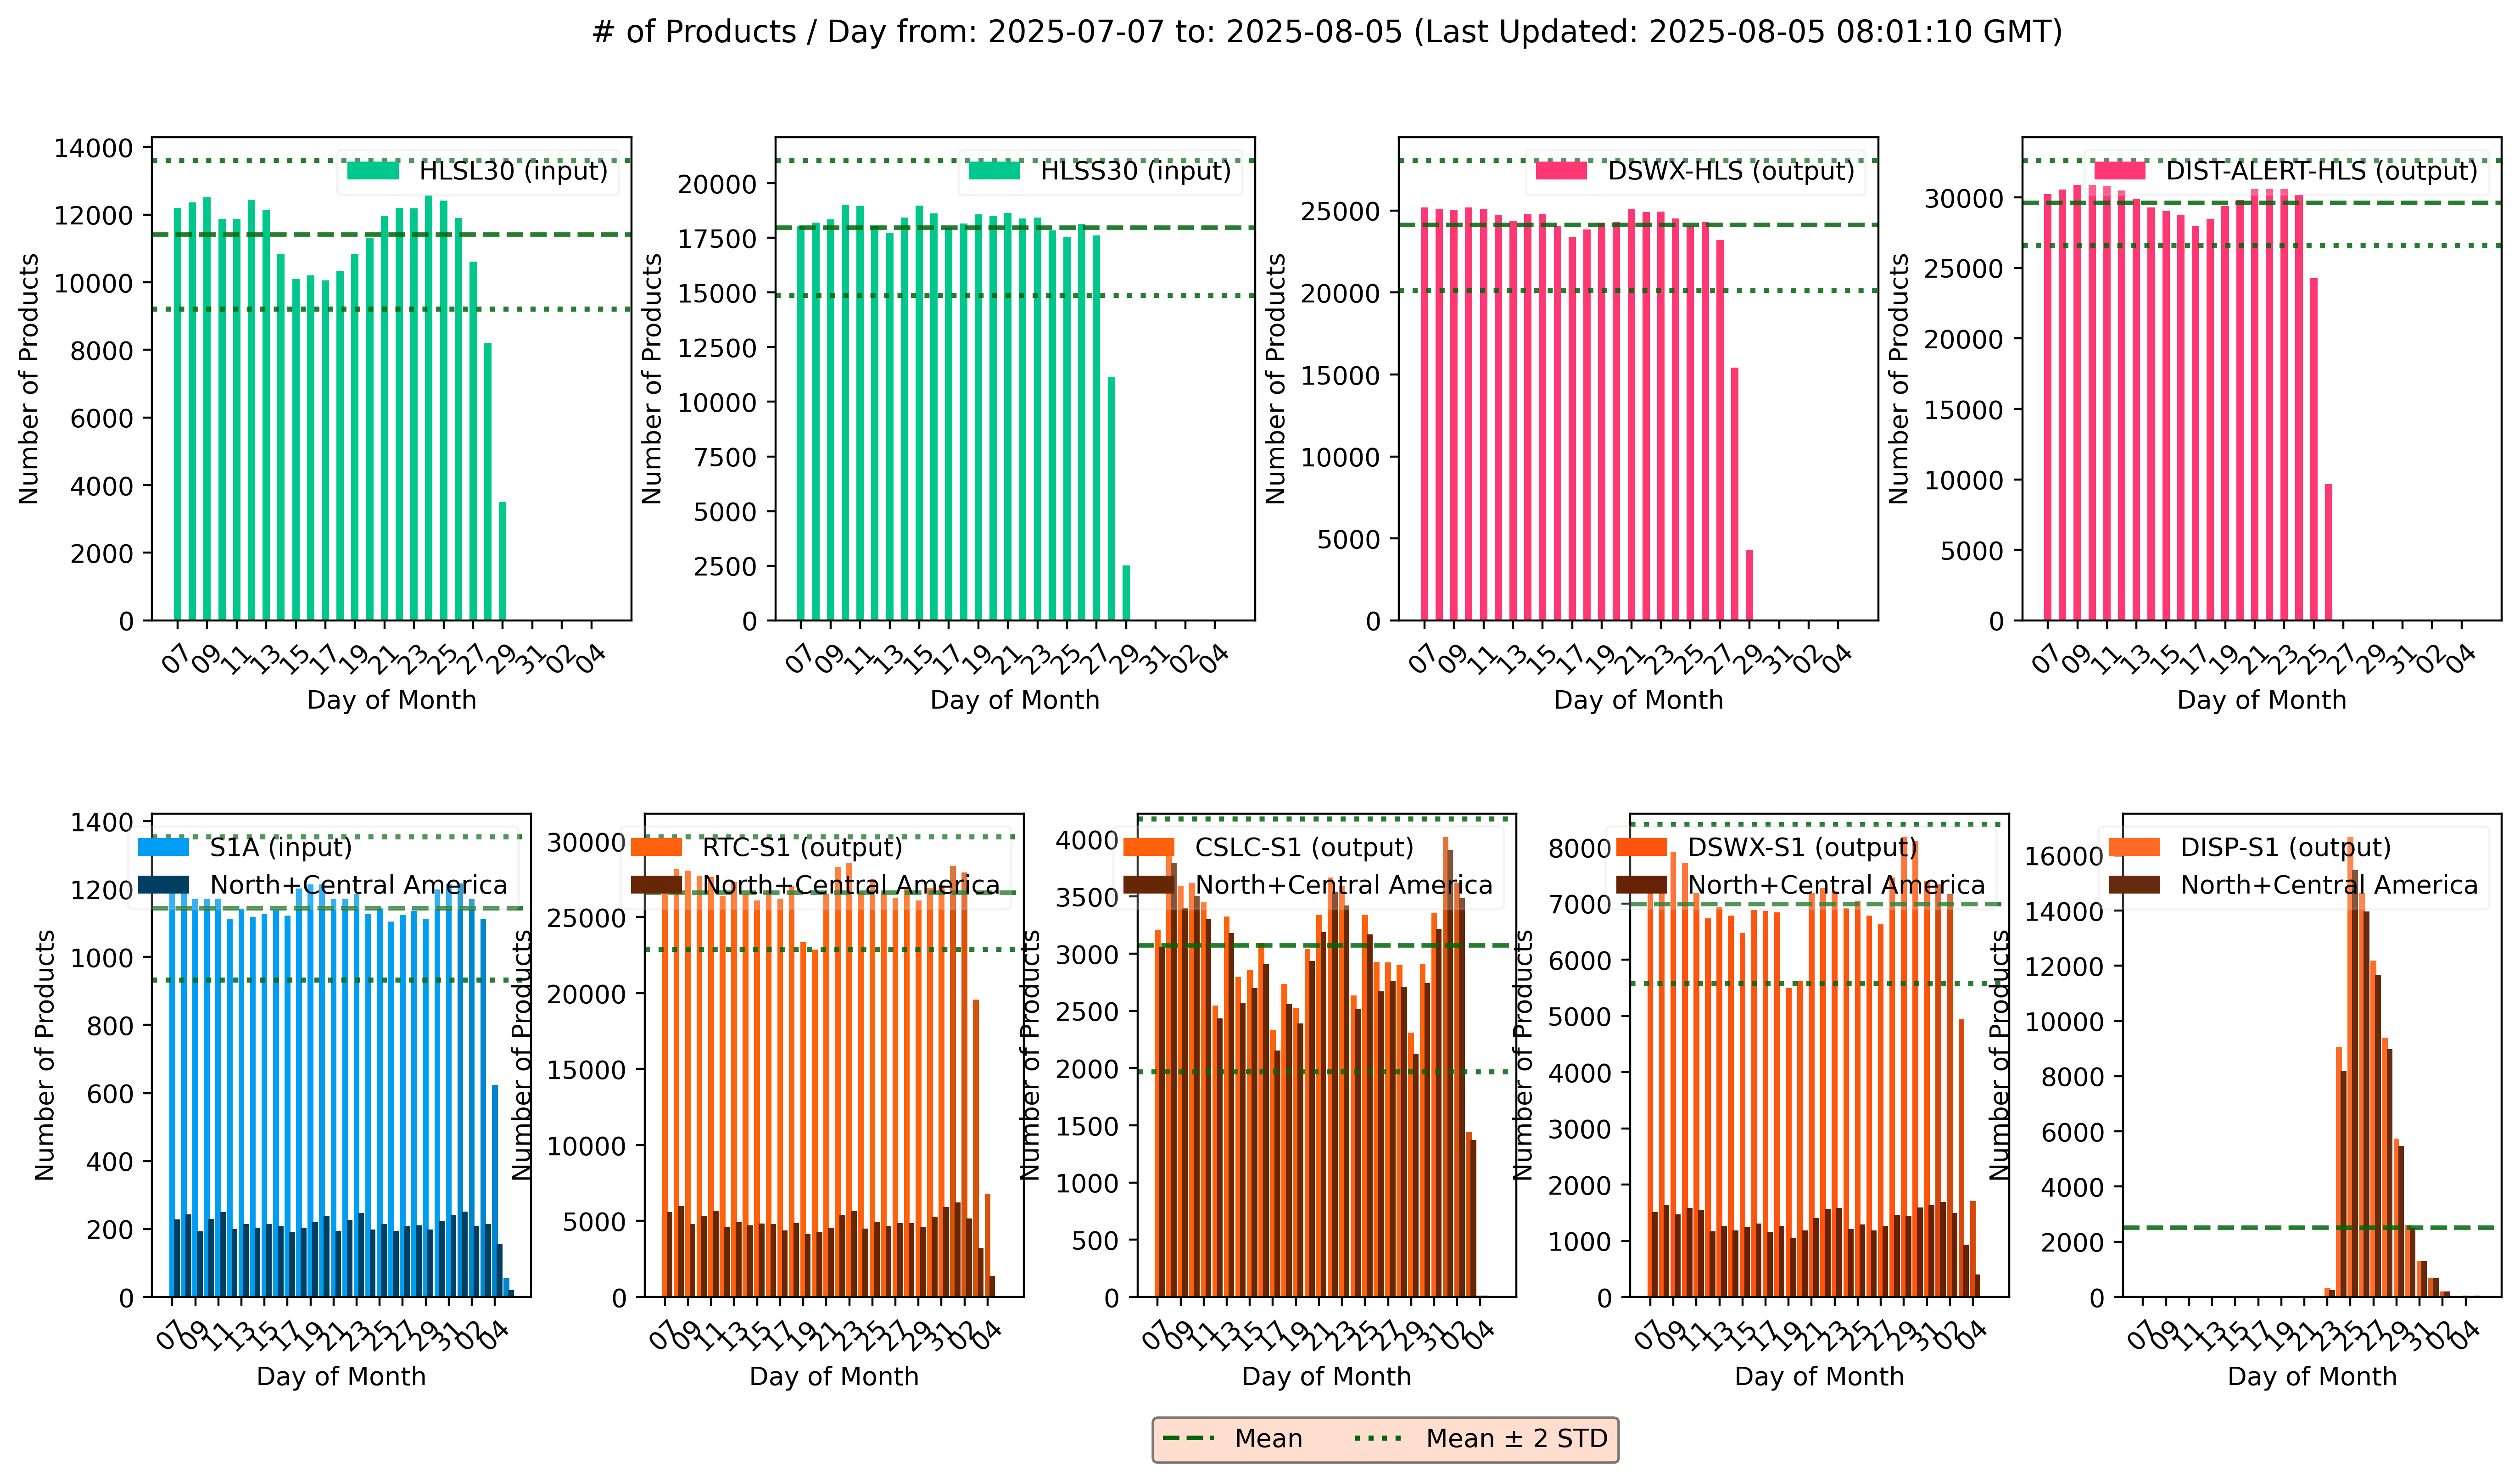 # of Products / Day from: 2025-07-07 to: 2025-08-05 (Last Updated: 2025-08-05 08:01:10 GMT)
HLSL30 (input)
Number of Products
14000
12000
10000
8000
6000
4000
2000
0
07 09 11 13 15 17 19 21 23 25 27 29 31 02 04
Day of Month
HLSS30 (input)
Number of Products
20000
17500
15000
12500
10000
7500
5000
2500
0
07 09 11 13 15 17 19 21 23 25 27 29 31 02 04
Day of Month
DSWX-HLS (output)
Number of Products
25000
20000
15000
10000
5000
0
07 09 11 13 15 17 19 21 23 25 27 29 31 02 04
Day of Month
DIST-ALERT-HLS (output)
Number of Products
30000
25000
20000
15000
10000
5000
0
07 09 11 13 15 17 19 21 23 25 27 29 31 02 04
Day of Month
S1A (input)
North+Central America
Number of Products
1400
1200
1000
800
600
400
200
0
07 09 11 13 15 17 19 21 23 25 27 29 31 02 04
Day of Month
RTC-S1 (output)
North+Central America
Number of Products
30000
25000
20000
15000
10000
5000
0
07 09 11 13 15 17 19 21 23 25 27 29 31 02 04
Day of Month
CSLC-S1 (output)
North+Central America
Number of Products
4000
3500
3000
2500
2000
1500
1000
500
0
07 09 11 13 15 17 19 21 23 25 27 29 31 02 04
Day of Month
DSWX-S1 (output)
North+Central America
Number of Products
8000
7000
6000
5000
4000
3000
2000
1000
0
07 09 11 13 15 17 19 21 23 25 27 29 31 02 04
Day of Month
DISP-S1 (output)
North+Central America
Number of Products
16000
14000
12000
10000
8000
6000
4000
2000
0
07 09 11 13 15 17 19 21 23 25 27 29 31 02 04
Day of Month
Mean
Mean ± 2 STD